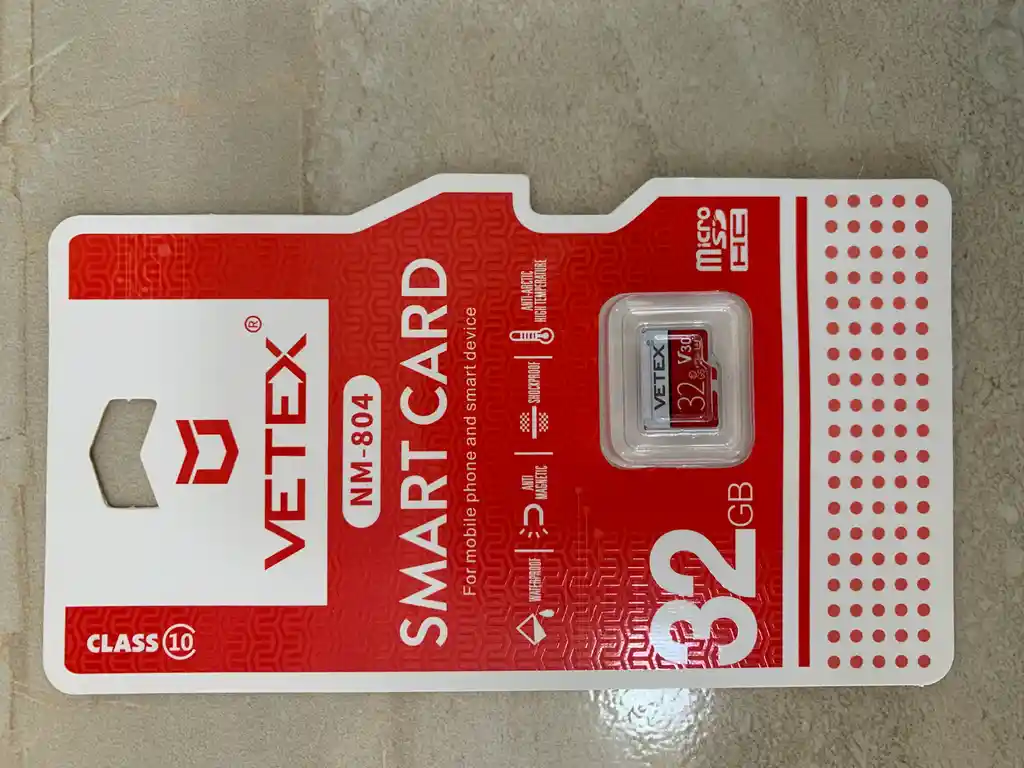 CLASS 10
VETEX®
NM-804
SMART CARD
For mobile phone and smart device
WATERPROOF
ANTI
MAGNETIC
SHOCKPROOF
ANTI-ARCTIC
HIGH TEMPERATURE
32GB
VETEX
32
V30
micro
SD
HC